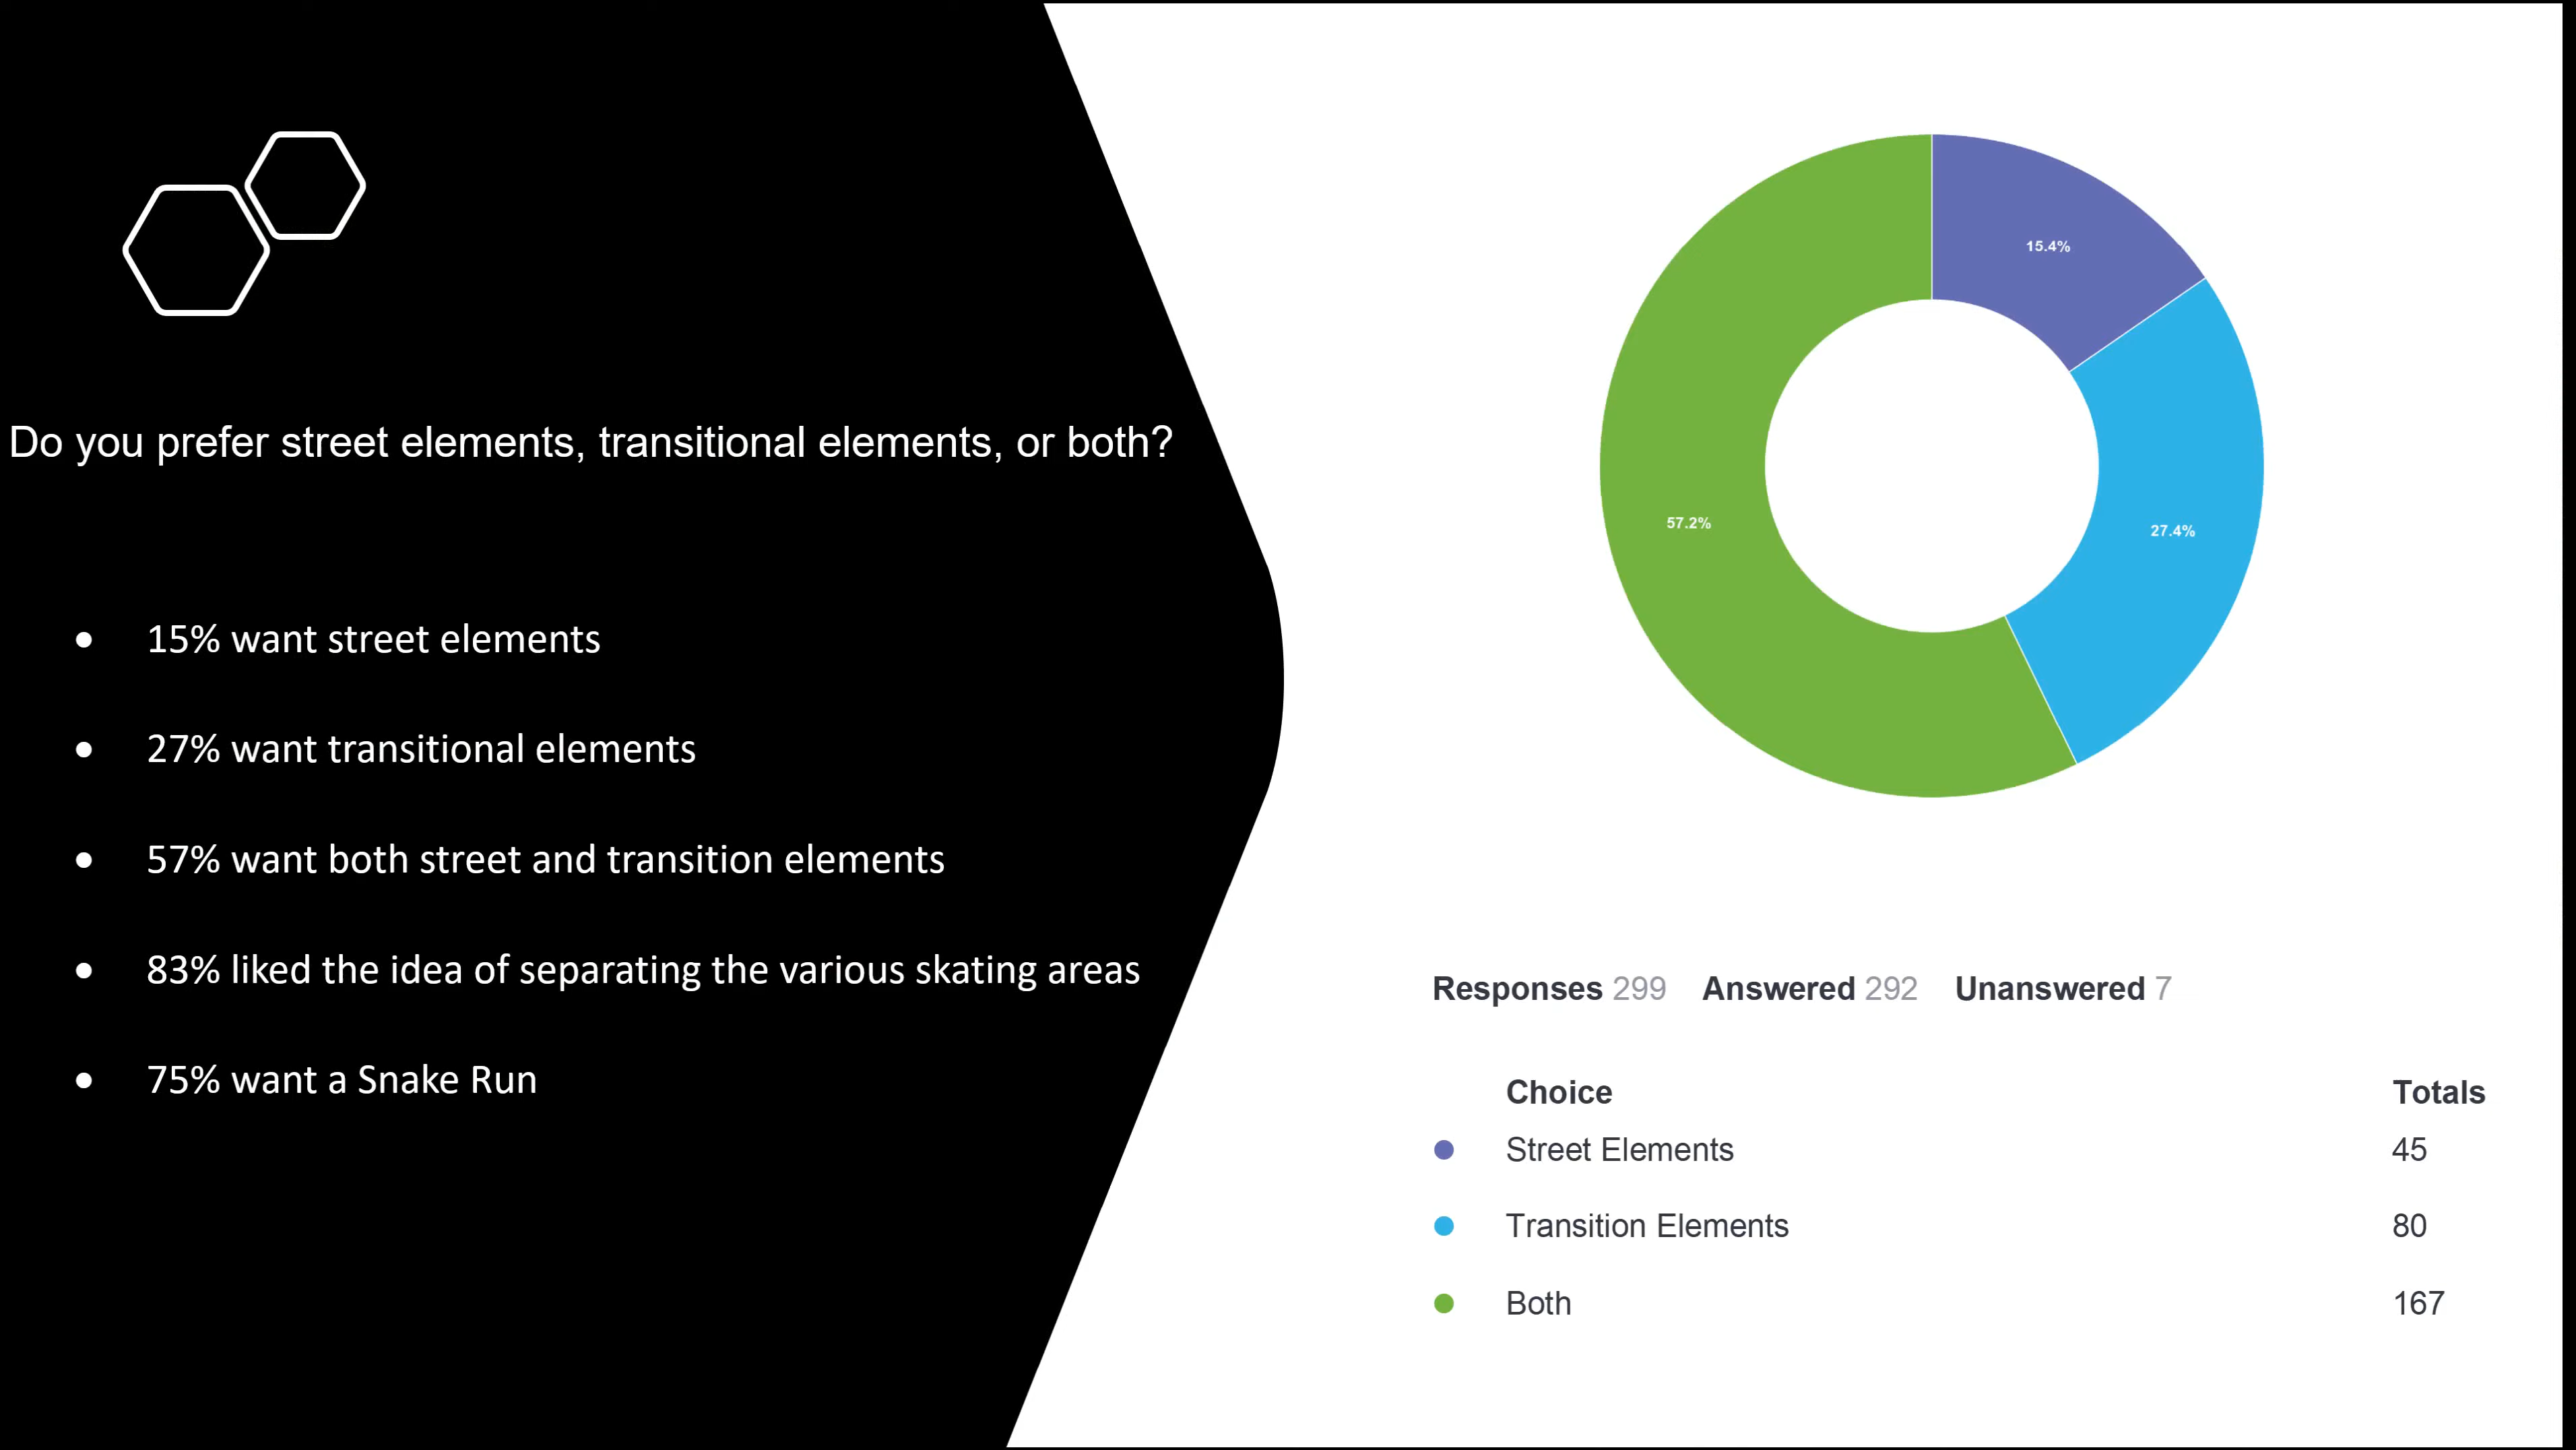 Do you prefer street elements, transitional elements, or both?
• 15% want street elements
• 27% want transitional elements
• 57% want both street and transition elements
• 83% liked the idea of separating the various skating areas
• 75% want a Snake Run
15.4%
27.4%
57.2%
Responses 299 Answered 292 Unanswered 7
Choice Totals
Street Elements 45
Transition Elements 80
Both 167